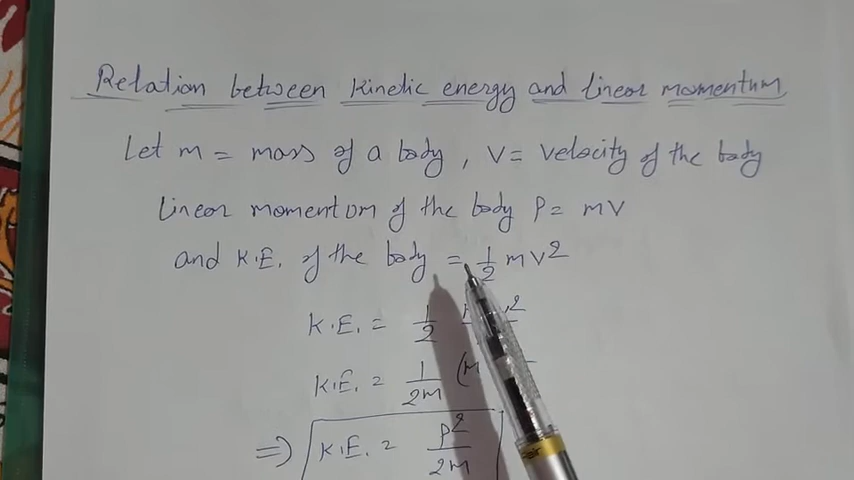 Relation between Kinetic energy and linear momentum
Let m = mass of a body, V = Velocity of the body
linear momentum of the body P = mV
and K.E. of the body = 1/2 mV²
K.E. = 1/2
K.E. = 1/2m (m
=> K.E. = P²/2m